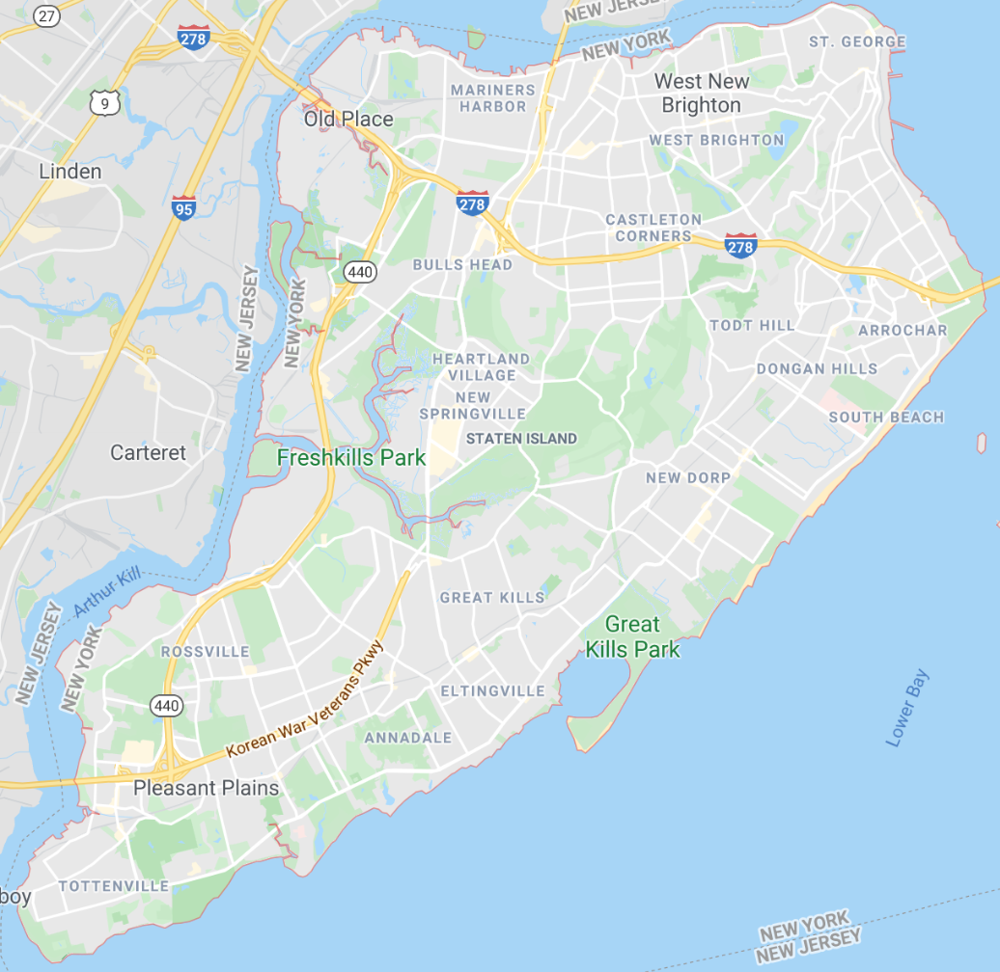 27
278
NEW JERSE
NEW YORK
ST. GEORGE
9
MARINERS
HARBOR
West New
Brighton
Old Place
WEST BRIGHTON
Linden
95
278
CASTLETON
CORNERS
278
BULLS HEAD
440
NEW JERSEY
NEW YORK
TODT HILL
ARROCHAR
HEARTLAND
VILLAGE
DONGAN HILLS
NEW
SPRINGVILLE
SOUTH BEACH
STATEN ISLAND
Carteret
Freshkills Park
NEW DORP
Arthur Kill
GREAT KILLS
NEW JERSEY
NEW YORK
Great
Kills Park
ROSSVILLE
Korean War Veterans Pkwy
ELTINGVILLE
440
Lower Bay
ANNADALE
Pleasant Plains
TOTTENVILLE
boy
NEW YORK
NEW JERSEY